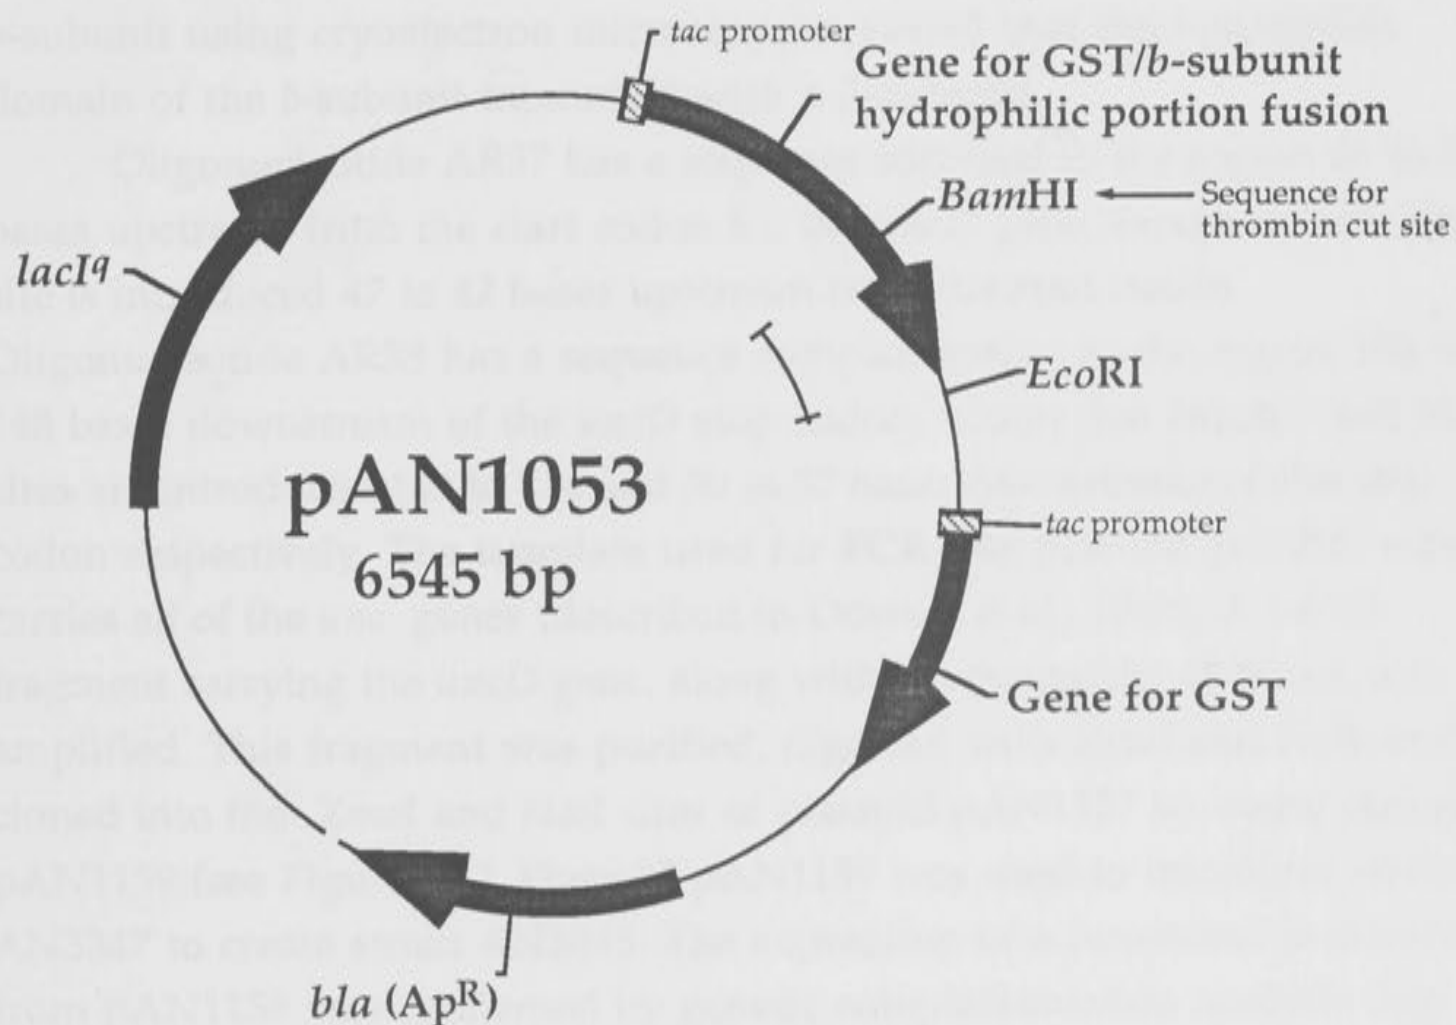 tac promoter
Gene for GST/b-subunit
hydrophilic portion fusion
BamHI
Sequence for
thrombin cut site
lacIq
EcoRI
pAN1053
6545 bp
tac promoter
Gene for GST
bla (ApR)